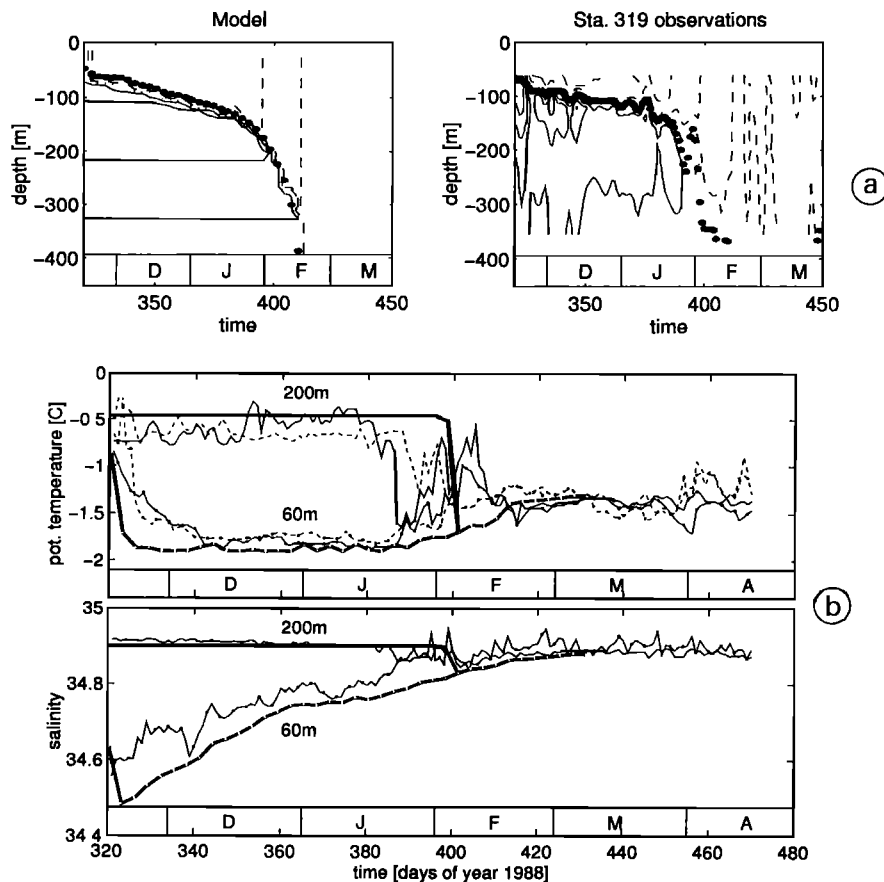 Model
Sta. 319 observations
0
-100
-200
-300
-400
depth [m]
D J F M
350 400 450
time
0
-100
-200
-300
-400
depth [m]
D J F M
350 400 450
time
a
0
-0 5
-1
-1.5
-2
pot. temperature [C]
200m
60m
D J F M A
b
35
34.8
34.6
34 4
salinity
200m
60m
D J F M A
320 340 360 380 400 420 440 460 480
time [days of year 1988]